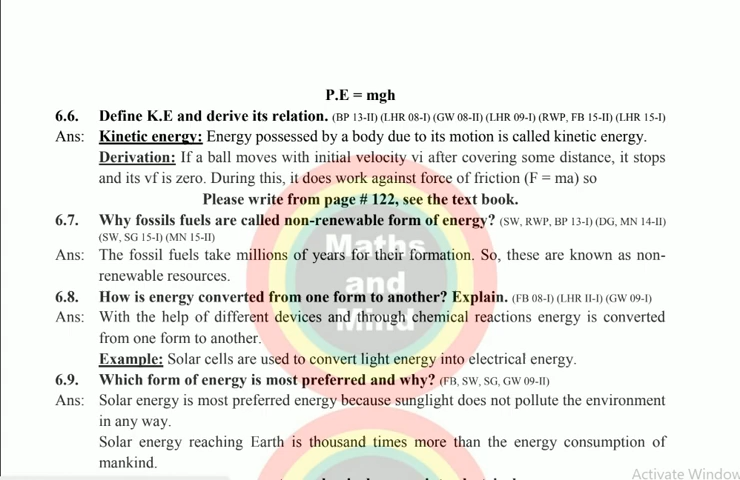 P.E = mgh
6.6. Define K.E and derive its relation. (BP 13-II) (LHR 08-I) (GW 08-II) (LHR 09-I) (RWP, FB 15-II) (LHR 15-I)
Ans: Kinetic energy: Energy possessed by a body due to its motion is called kinetic energy.
Derivation: If a ball moves with initial velocity vi after covering some distance, it stops
and its vf is zero. During this, it does work against force of friction (F = ma) so
Please write from page # 122, see the text book.
6.7. Why fossils fuels are called non-renewable form of energy? (SW, RWP, BP 13-I) (DG, MN 14-II)
(SW, SG 15-I) (MN 15-II)
Ans: The fossil fuels take millions of years for their formation. So, these are known as non-
renewable resources.
6.8. How is energy converted from one form to another? Explain. (FB 08-I) (LHR II-I) (GW 09-I)
Ans: With the help of different devices and through chemical reactions energy is converted
from one form to another.
Example: Solar cells are used to convert light energy into electrical energy.
6.9. Which form of energy is most preferred and why? (FB, SW, SG, GW 09-II)
Ans: Solar energy is most preferred energy because sunglight does not pollute the environment
in any way.
Solar energy reaching Earth is thousand times more than the energy consumption of
mankind.
Maths
and
Mind
Activate Window